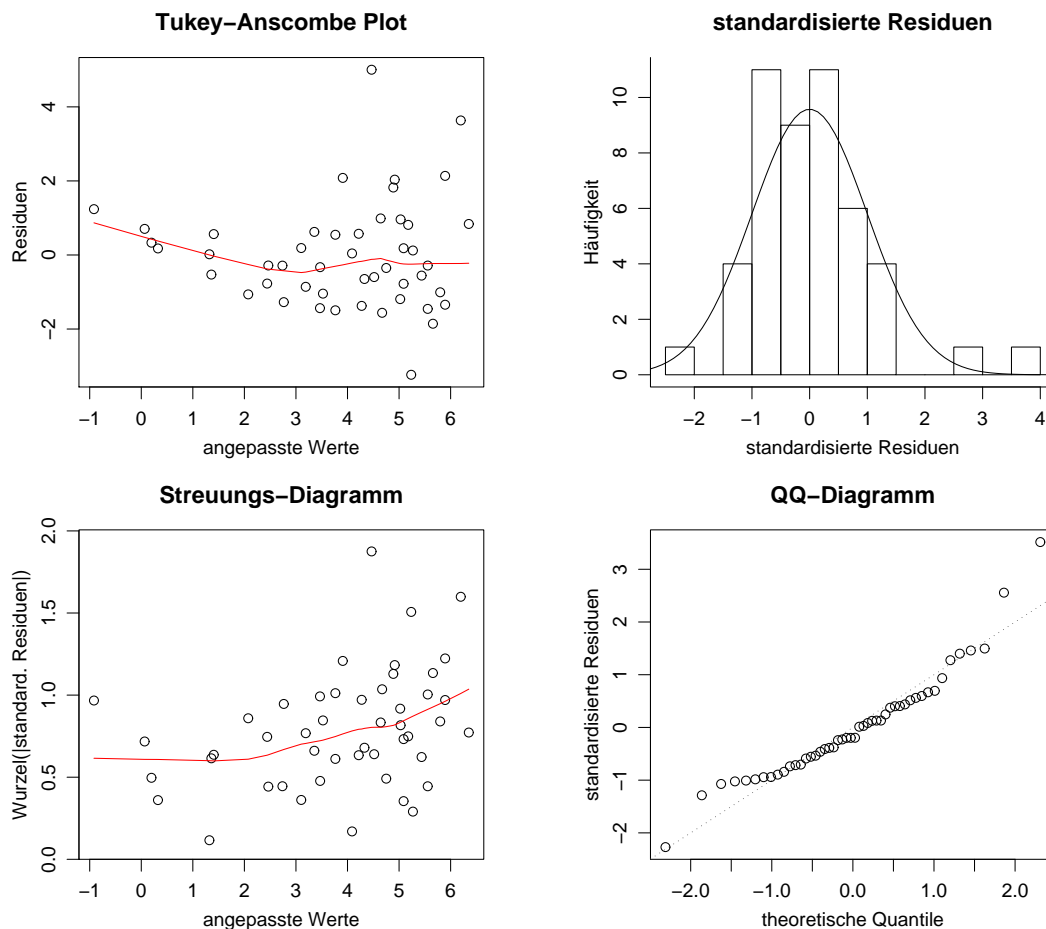 Tukey−Anscombe Plot
Residuen
4
2
0
−2
−1 0 1 2 3 4 5 6
angepasste Werte
standardisierte Residuen
Häufigkeit
10
8
6
4
2
0
−2 −1 0 1 2 3 4
standardisierte Residuen
Streuungs−Diagramm
Wurzel(|standard. Residuen|)
2.0
1.5
1.0
0.5
0.0
−1 0 1 2 3 4 5 6
angepasste Werte
QQ−Diagramm
standardisierte Residuen
3
2
1
0
−1
−2
−2.0 −1.0 0.0 1.0 2.0
theoretische Quantile